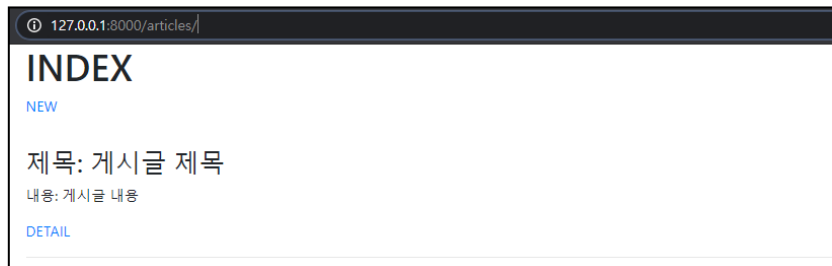 127.0.0.1:8000/articles/
INDEX
NEW
제목: 게시글 제목
내용: 게시글 내용
DETAIL